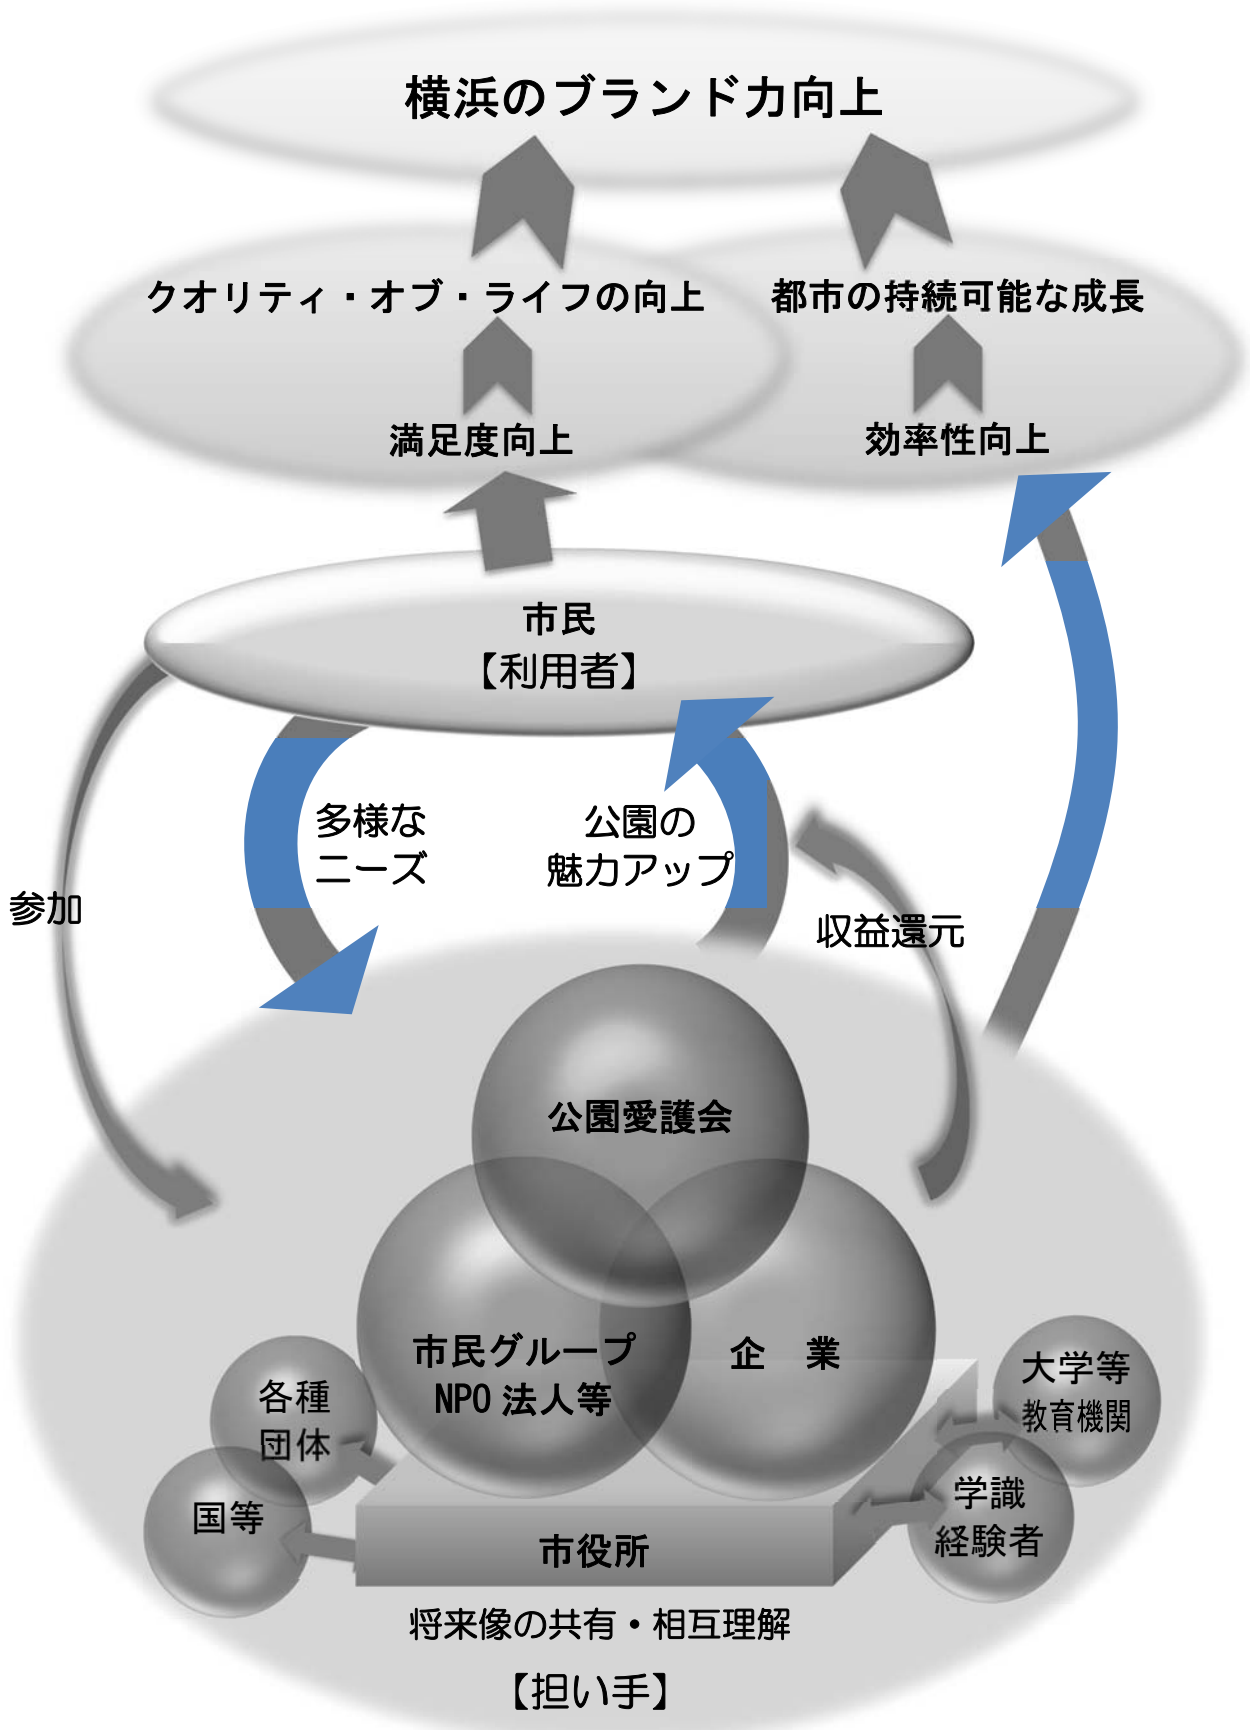 横浜のブランド力向上
クオリティ・オブ・ライフの向上
都市の持続可能な成長
満足度向上
効率性向上
市民
【利用者】
多様な
ニーズ
公園の
魅力アップ
参加
収益還元
公園愛護会
市民グループ
NPO 法人等
企　業
各種
団体
国等
大学等
教育機関
学識
経験者
市役所
将来像の共有・相互理解
【担い手】